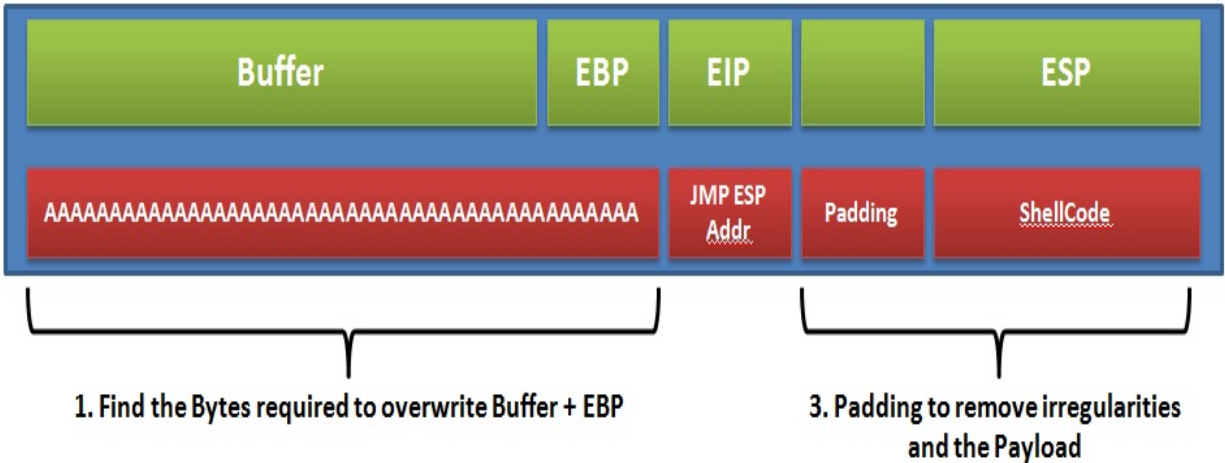 Buffer EBP EIP ESP
AAAAAAAAAAAAAAAAAAAAAAAAAAAAAAAAAAAAAAAAAAAAAA JMP ESP Addr Padding ShellCode
1. Find the Bytes required to overwrite Buffer + EBP
3. Padding to remove irregularities
and the Payload